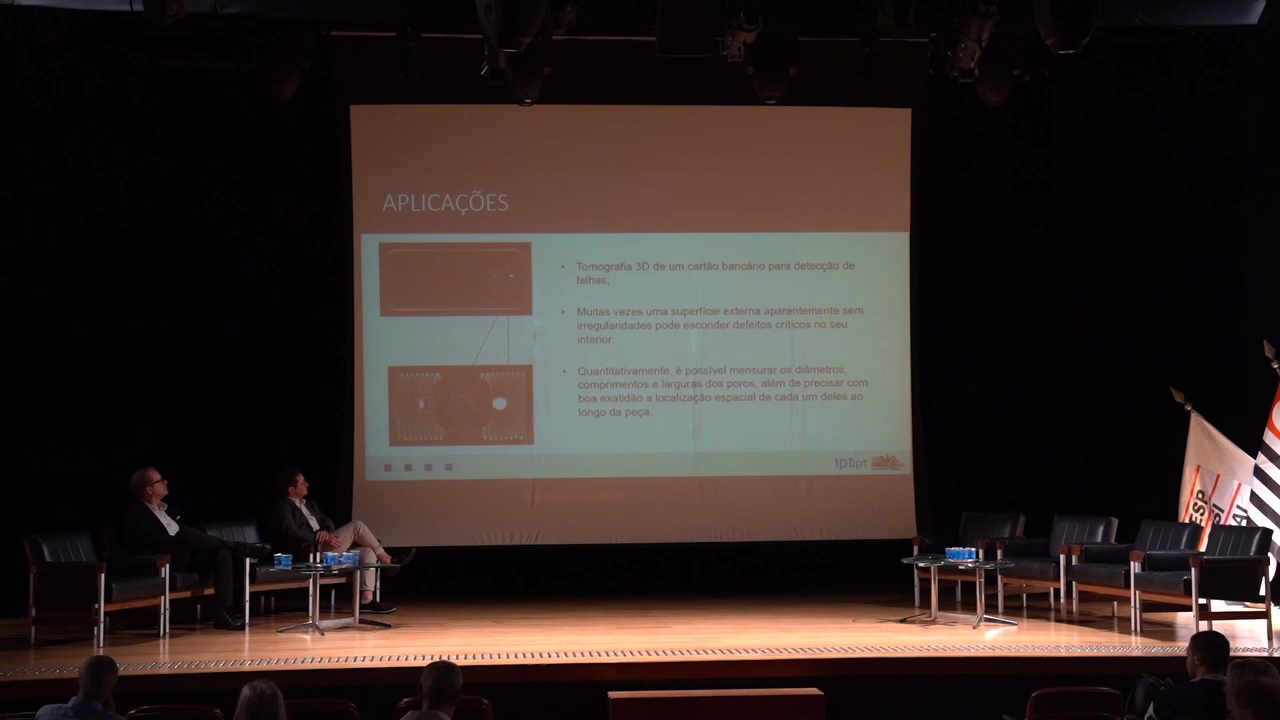 APLICAÇÕES
• Tomografia 3D de um cartão bancário para detecção de
falhas;
• Muitas vezes uma superfície externa aparentemente sem
irregularidades pode esconder defeitos críticos no seu
interior;
• Quantitativamente, é possível mensurar os diâmetros,
comprimentos e larguras dos poros, além de precisar com
boa exatidão a localização espacial de cada um deles ao
longo da peça.
ipt ipt